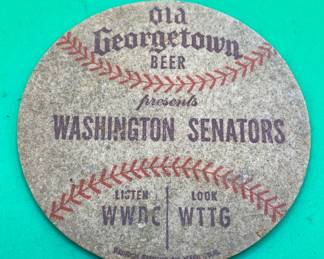 Old
Georgetown
BEER
presents
WASHINGTON SENATORS
LISTEN LOOK
WWDC WTTG